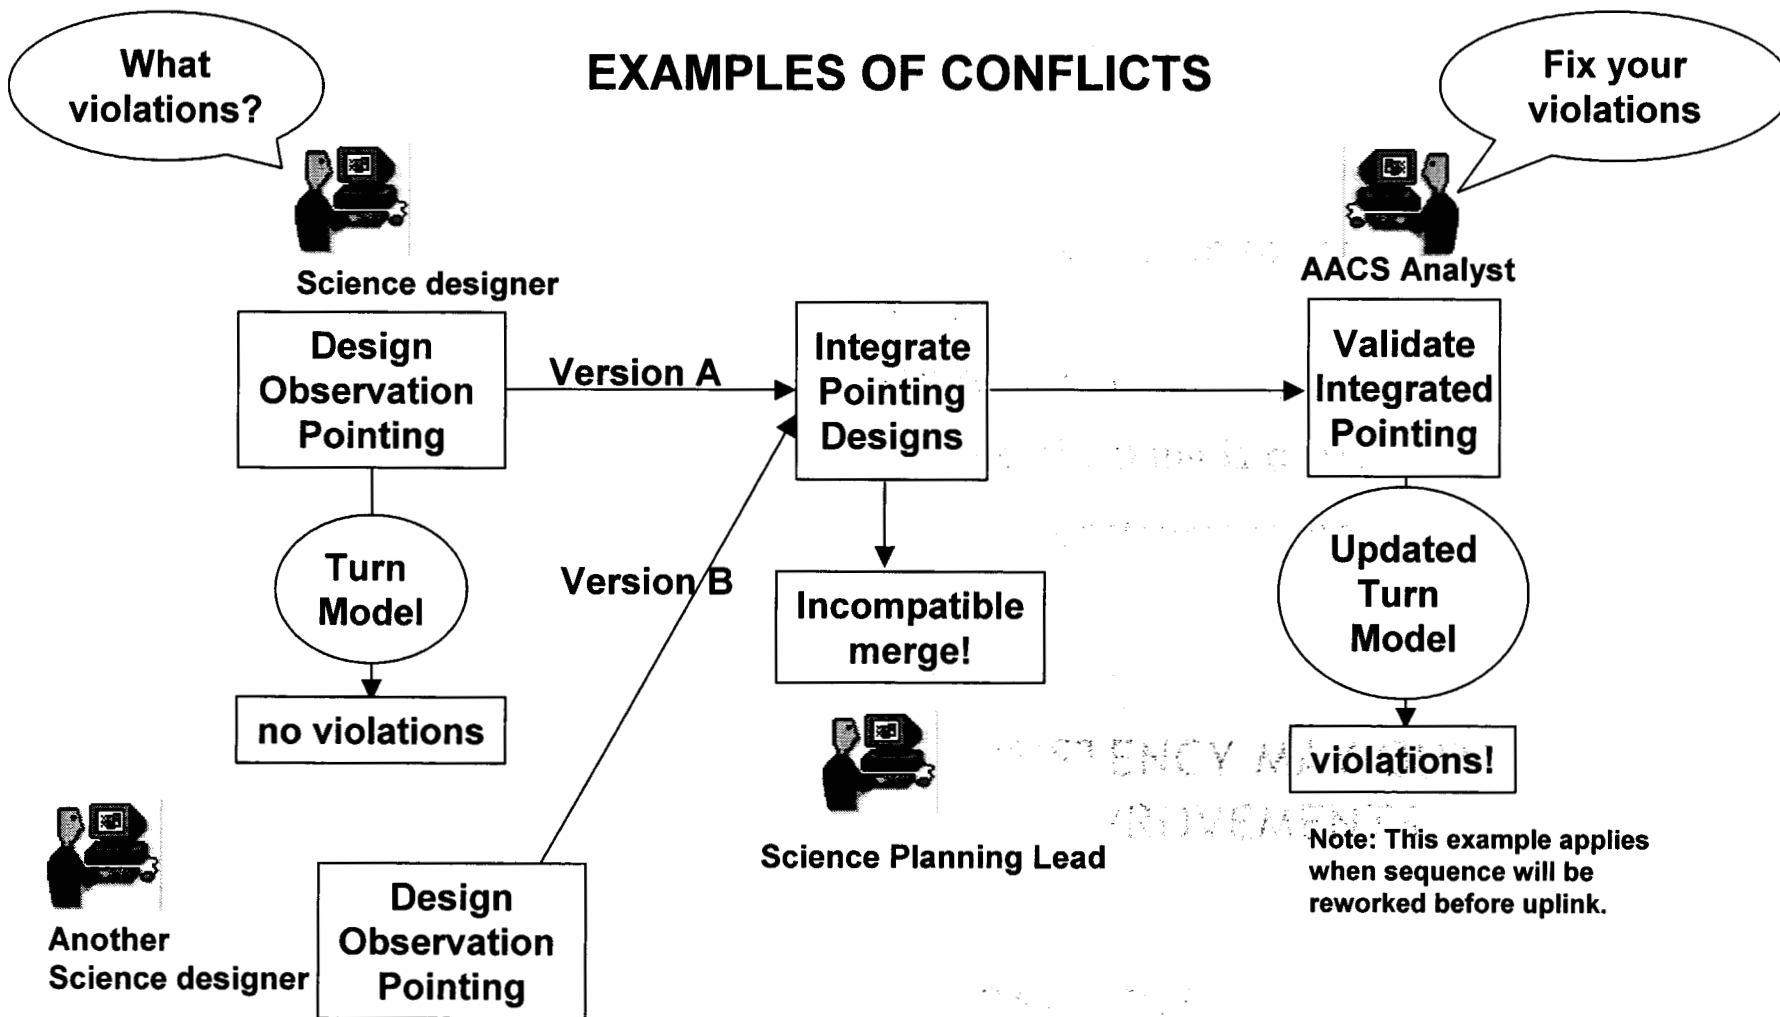 EXAMPLES OF CONFLICTS
What
violations?
Fix your
violations
Science designer
AACS Analyst
Design
Observation
Pointing
Version A
Integrate
Pointing
Designs
Validate
Integrated
Pointing
Turn
Model
Version B
Incompatible
merge!
Updated
Turn
Model
no violations
violations!
Science Planning Lead
Note: This example applies
when sequence will be
reworked before uplink.
Another
Science designer
Design
Observation
Pointing